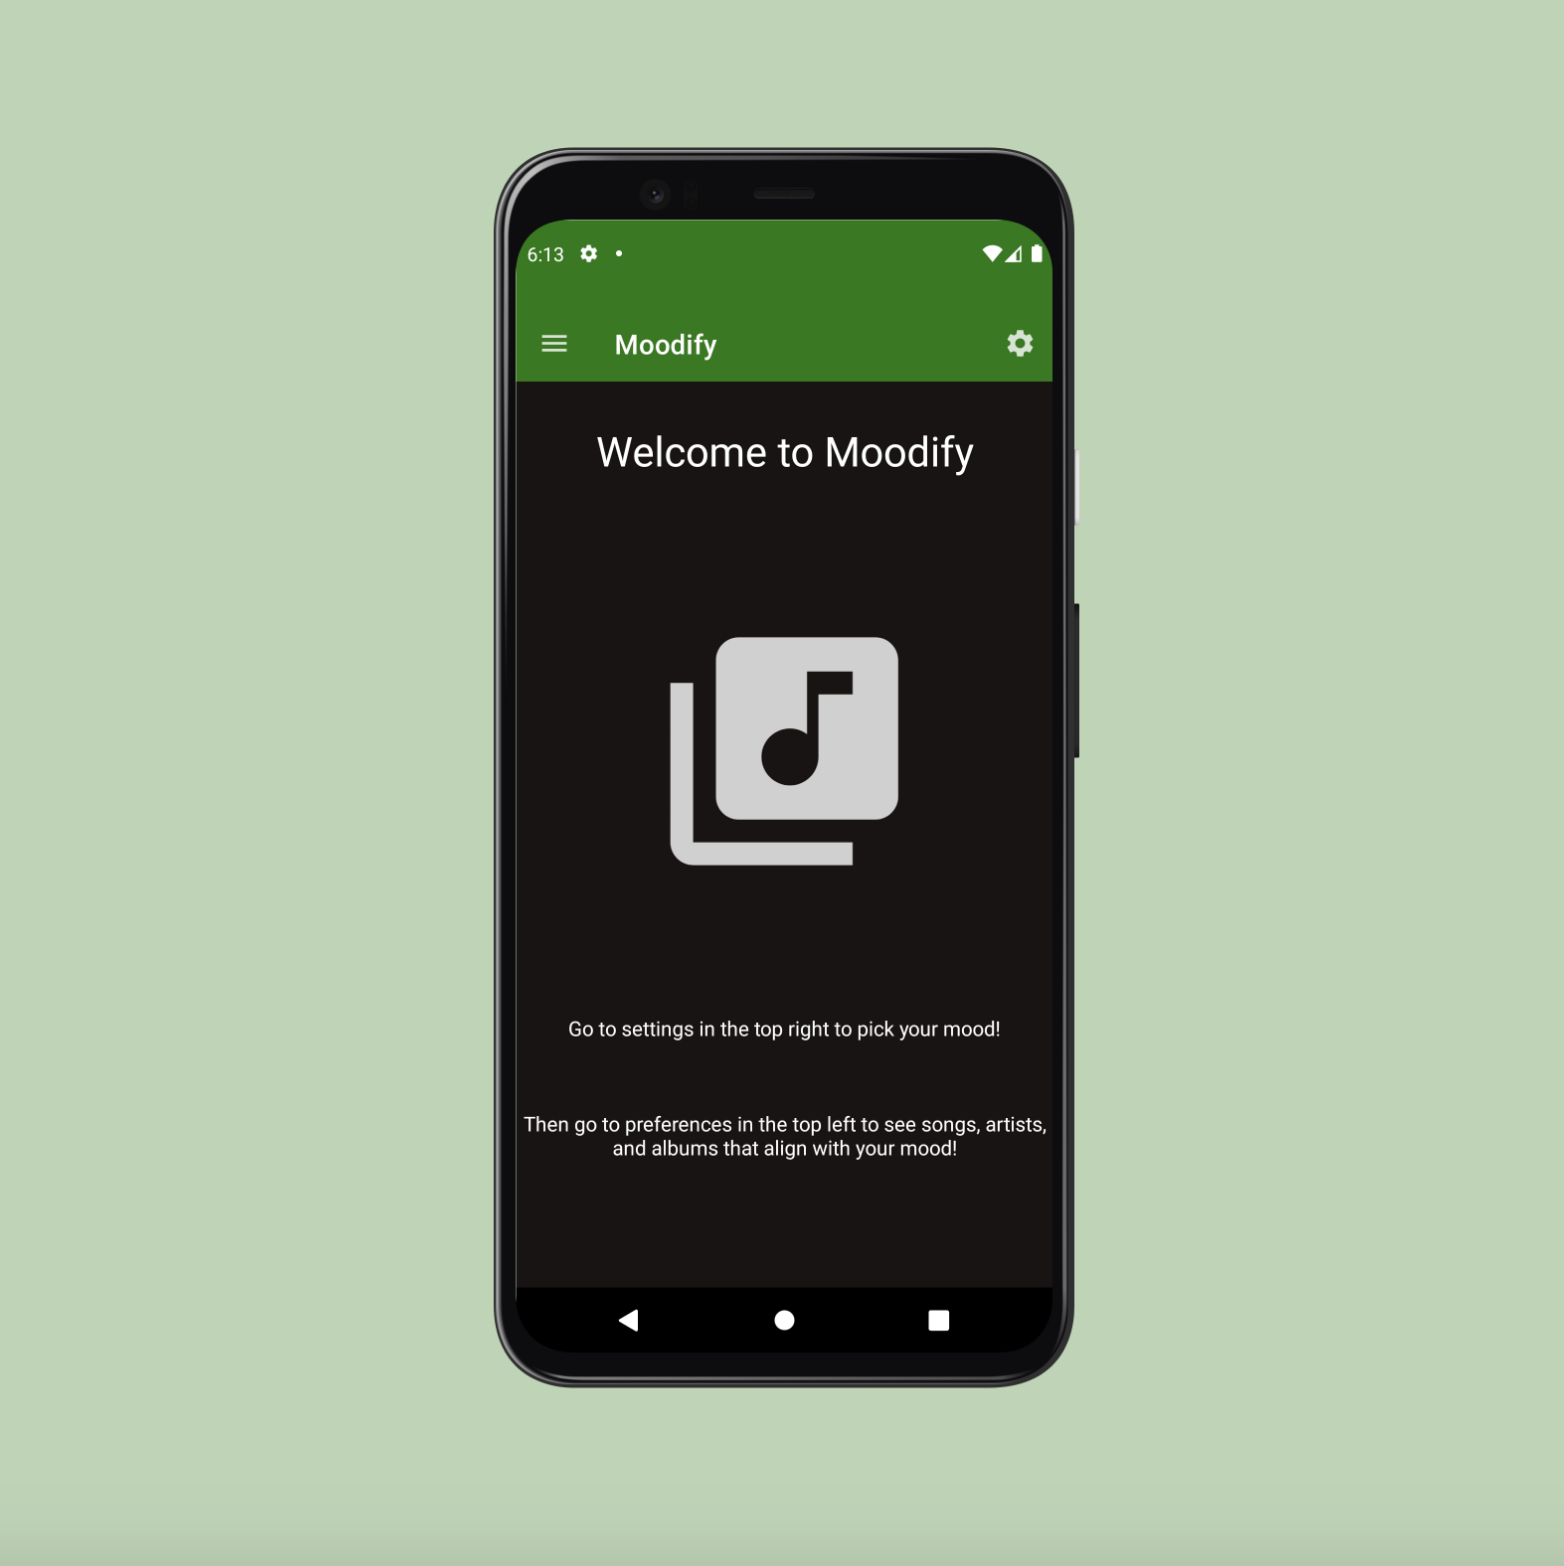 6:13
Moodify
Welcome to Moodify
Go to settings in the top right to pick your mood!
Then go to preferences in the top left to see songs, artists,
and albums that align with your mood!